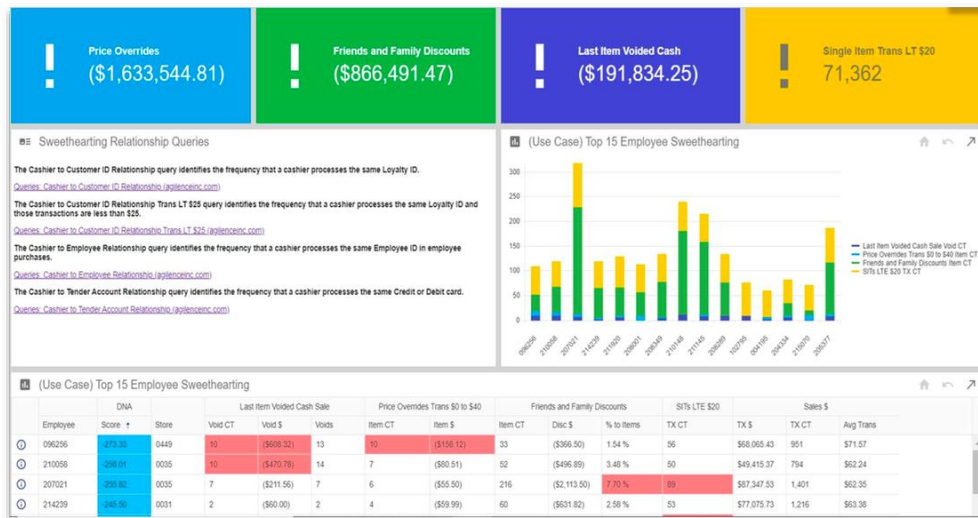 Price Overrides
($1,633,544.81)
Friends and Family Discounts
($866,491.47)
Last Item Voided Cash
($191,834.25)
Single Item Trans LT $20
71,362
Sweethearting Relationship Queries
The Cashier to Customer ID Relationship query identifies the frequency that a cashier processes the same Loyalty ID.
Queries: Cashier to Customer ID Relationship (agilenceinc.com)
The Cashier to Customer ID Relationship Trans LT $25 query identifies the frequency that a cashier processes the same Loyalty ID and
those transactions are less than $25.
Queries: Cashier to Customer ID Relationship Trans LT $25 (agilenceinc.com)
The Cashier to Employee Relationship query identifies the frequency that a cashier processes the same Employee ID in employee
purchases.
Queries: Cashier to Employee Relationship (agilenceinc.com)
The Cashier to Tender Account Relationship query identifies the frequency that a cashier processes the same Credit or Debit card.
Queries: Cashier to Tender Account Relationship (agilenceinc.com)
(Use Case) Top 15 Employee Sweethearting
300
250
200
150
100
50
0
096256 210058 207021 214239 211920 206001 208349 210148 211145 208289 102795 004195 204334 215070 205377
Last Item Voided Cash Sale Void CT
Price Overrides Trans $0 to $40 Item CT
Friends and Family Discounts Item CT
SITs LTE $20 TX CT
(Use Case) Top 15 Employee Sweethearting
DNA Last Item Voided Cash Sale Price Overrides Trans $0 to $40 Friends and Family Discounts SITs LTE $20 Sales $
Employee Score Store Void CT Void $ Voids Item CT Item $ Item CT Disc $ % to Items TX CT TX $ TX CT Avg Trans
096256 -273.33 0449 10 ($608.32) 13 10 ($158.12) 33 ($366.50) 1.54 % 56 $68,065.43 951 $71.57
210058 -258.01 0035 10 ($470.78) 14 7 ($80.51) 52 ($496.89) 3.48 % 50 $49,415.37 794 $62.24
207021 -255.82 0035 7 ($211.56) 7 6 ($55.50) 216 ($2,113.50) 7.70 % 89 $87,347.53 1,401 $62.35
214239 -245.50 0031 2 ($60.00) 2 4 ($59.99) 60 ($631.82) 2.58 % 53 $77,075.73 1,216 $63.38